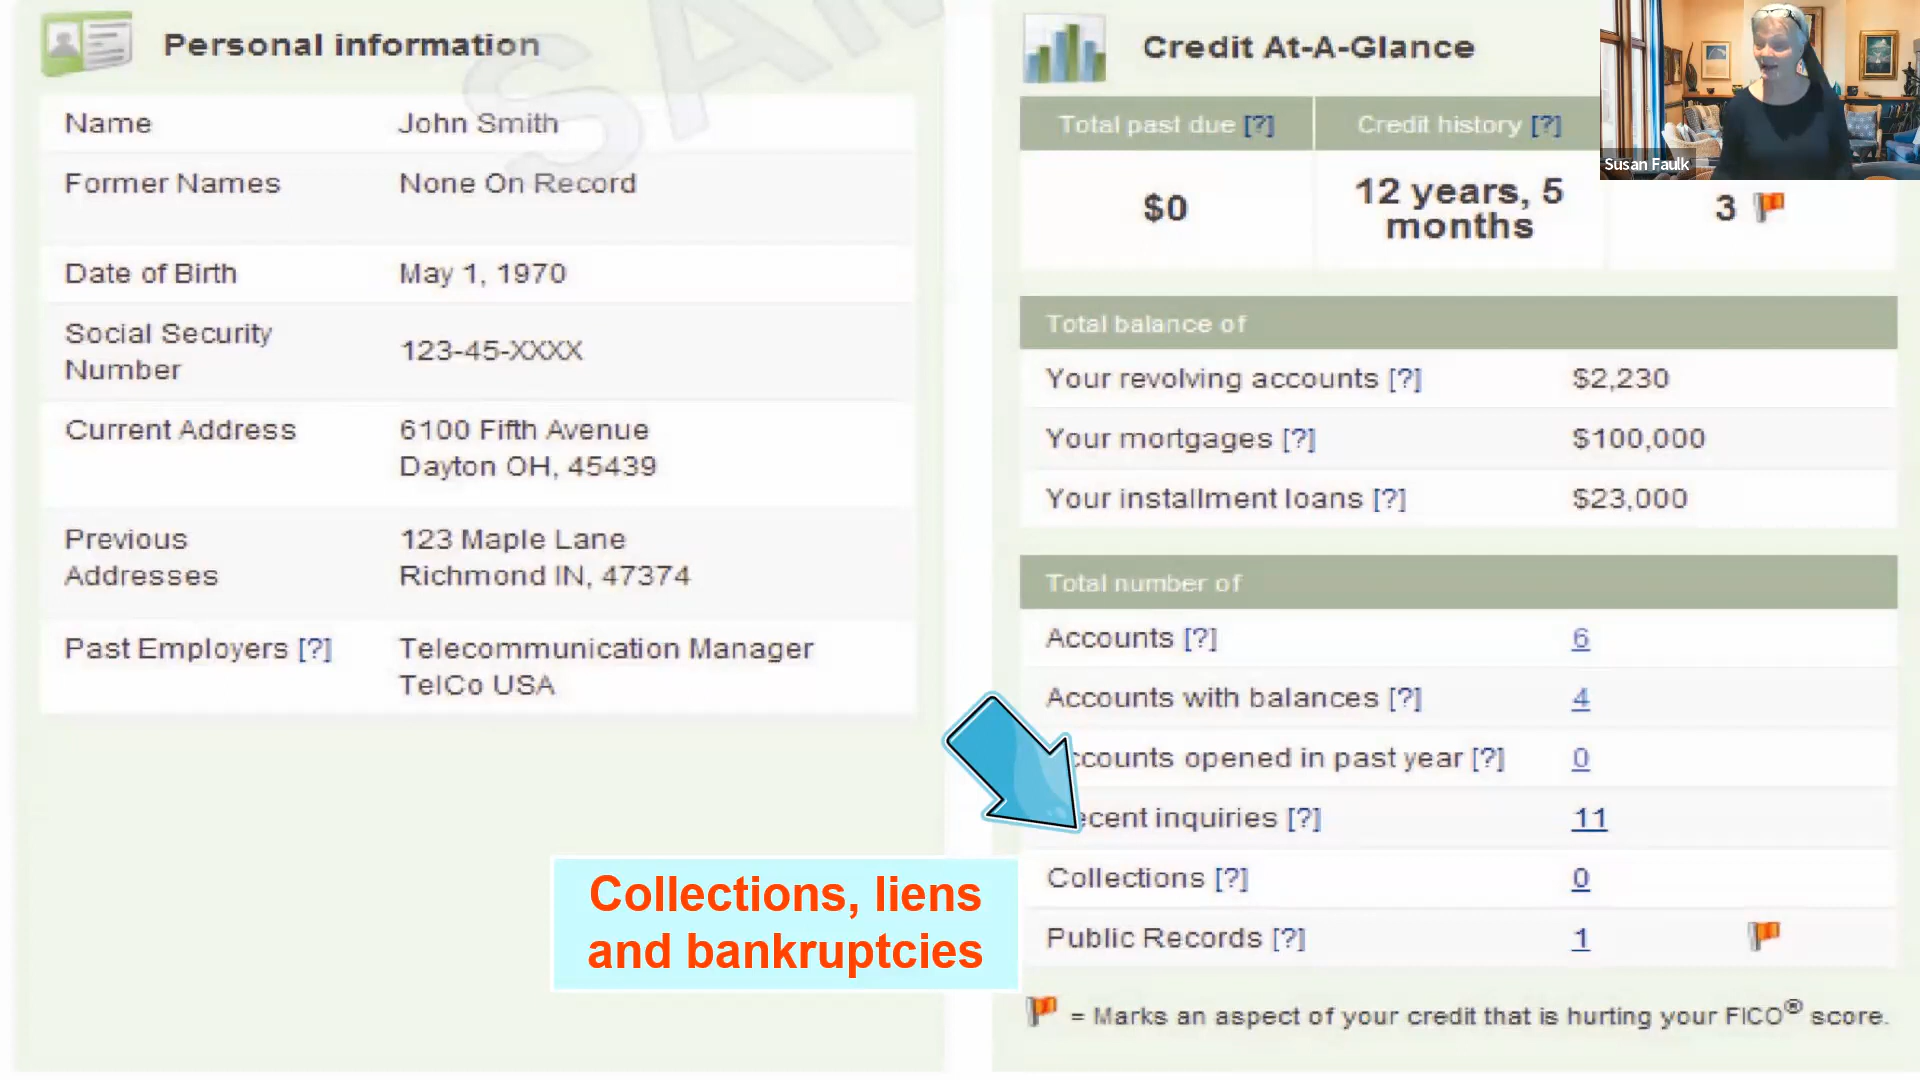 Personal information
Name John Smith
Former Names None On Record
Date of Birth May 1, 1970
Social Security
Number 123-45-XXXX
Current Address 6100 Fifth Avenue
Dayton OH, 45439
Previous 123 Maple Lane
Addresses Richmond IN, 47374
Past Employers [?] Telecommunication Manager
TelCo USA
Collections, liens
and bankruptcies
Credit At-A-Glance
Total past due [?] Credit history [?]
$0 12 years, 5
months 3
Total balance of
Your revolving accounts [?] $2,230
Your mortgages [?] $100,000
Your installment loans [?] $23,000
Total number of
Accounts [?] 6
Accounts with balances [?] 4
ccounts opened in past year [?] 0
ecent inquiries [?] 11
Collections [?] 0
Public Records [?] 1
= Marks an aspect of your credit that is hurting your FICO® score.
Susan Faulk